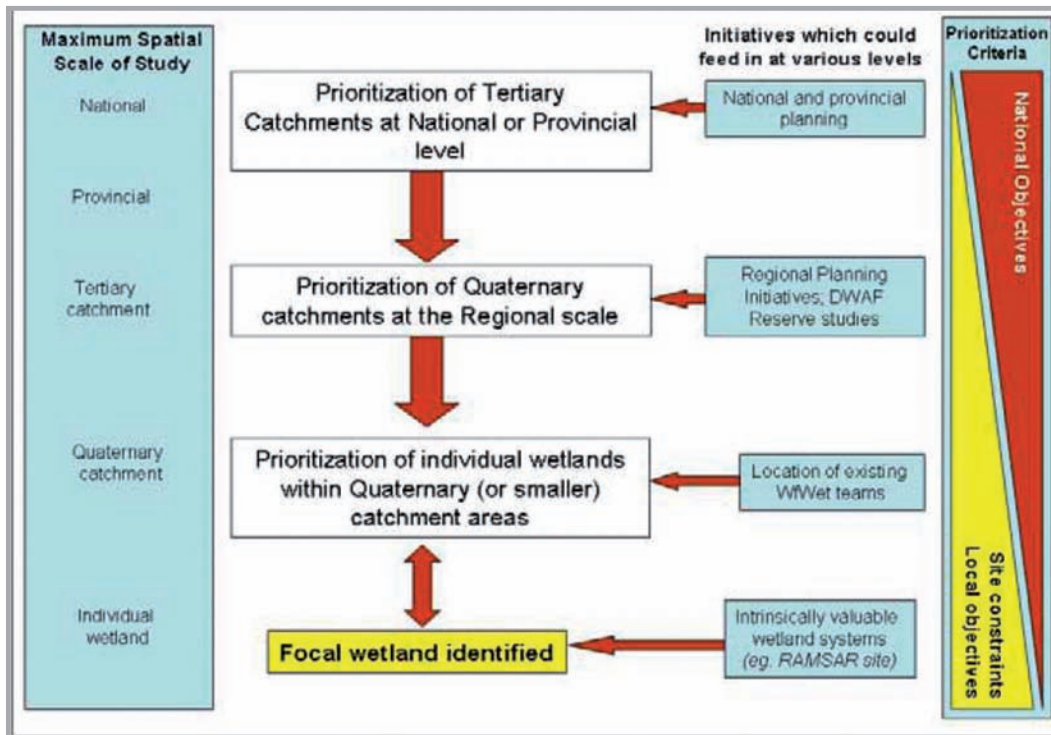 Maximum Spatial
Scale of Study
National
Provincial
Tertiary
catchment
Quaternary
catchment
Individual
wetland
Prioritization of Tertiary
Catchments at National or Provincial
level
Prioritization of Quaternary
catchments at the Regional scale
Prioritization of individual wetlands
within Quaternary (or smaller)
catchment areas
Focal wetland identified
Initiatives which could
feed in at various levels
National and provincial
planning
Regional Planning
Initiatives; DWAF
Reserve studies
Location of existing
WfWet teams
Intrinsically valuable
wetland systems
(eg. RAMSAR site)
Prioritization
Criteria
National Objectives
Site constraints
Local objectives